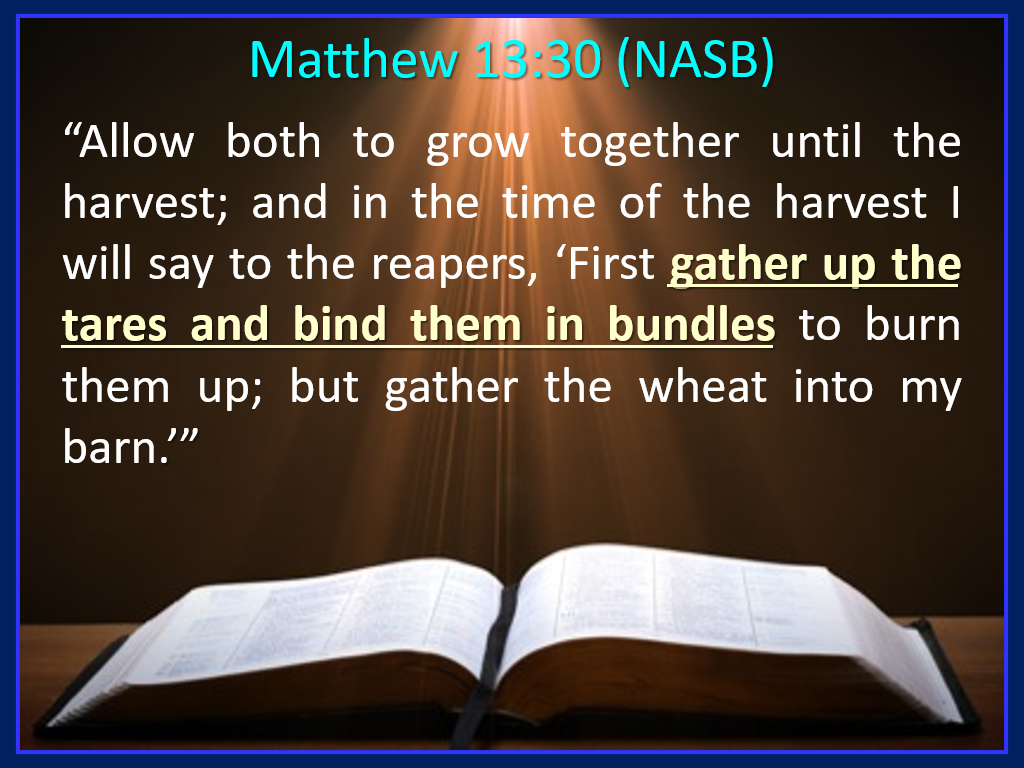 Matthew 13:30 (NASB)
“Allow both to grow together until the
harvest; and in the time of the harvest I
will say to the reapers, ‘First gather up the
tares and bind them in bundles to burn
them up; but gather the wheat into my
barn.’”